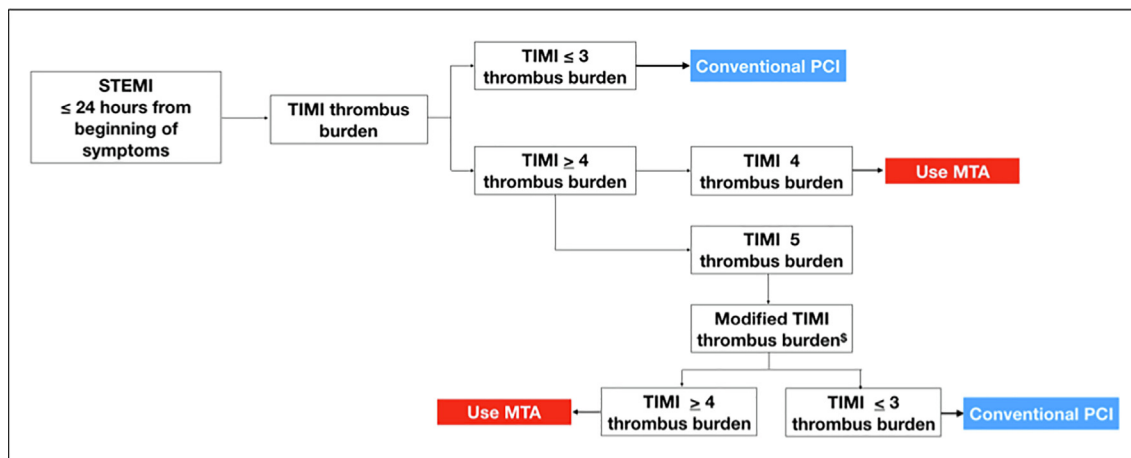 STEMI
≤ 24 hours from
beginning of
symptoms
TIMI thrombus
burden
TIMI ≤ 3
thrombus burden
Conventional PCI
TIMI ≥ 4
thrombus burden
TIMI 4
thrombus burden
Use MTA
TIMI 5
thrombus burden
Modified TIMI
thrombus burden$
Use MTA
TIMI ≥ 4
thrombus burden
TIMI ≤ 3
thrombus burden
Conventional PCI